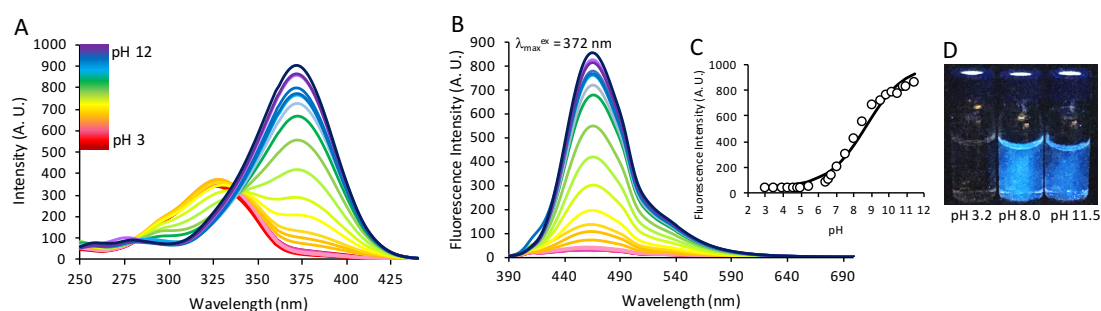 A
Intensity (A. U.)
1000
900
800
700
600
500
400
300
200
100
0
pH 12
pH 3
250
275
300
325
350
375
400
425
Wavelength (nm)
B
Fluorescence Intensity (A. U.)
900
800
700
600
500
400
300
200
100
0
λmax^ex = 372 nm
390
440
490
540
590
640
690
Wavelength (nm)
C
Fluorescence Intensity (A. U.)
1000
800
600
400
200
0
2 3 4 5 6 7 8 9 10 11 12
pH
D
pH 3.2 pH 8.0 pH 11.5